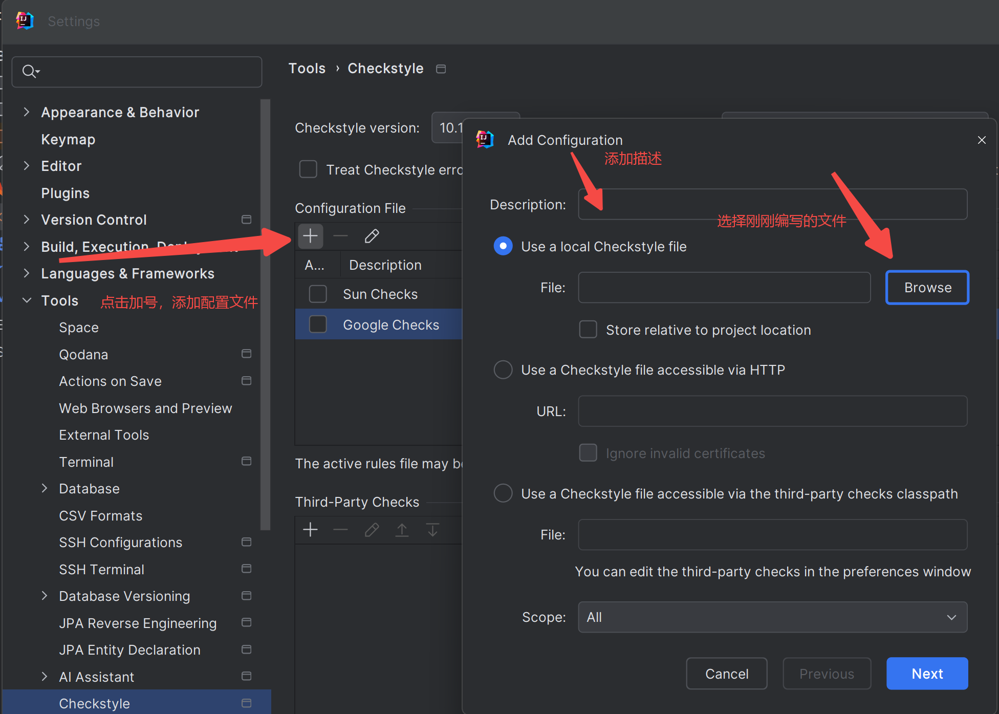 Settings
Appearance & Behavior
Keymap
Editor
Plugins
Version Control
Build, Execution,
Languages & Frameworks
Tools
点击加号，添加配置文件
Space
Qodana
Actions on Save
Web Browsers and Preview
External Tools
Terminal
Database
CSV Formats
SSH Configurations
SSH Terminal
Database Versioning
JPA Reverse Engineering
JPA Entity Declaration
AI Assistant
Checkstyle
Tools › Checkstyle
Checkstyle version: 10.1
Treat Checkstyle erro
Configuration File
A... Description
Sun Checks
Google Checks
The active rules file may be
Third-Party Checks
Add Configuration
添加描述
Description:
选择刚刚编写的文件
Use a local Checkstyle file
File: Browse
Store relative to project location
Use a Checkstyle file accessible via HTTP
URL:
Ignore invalid certificates
Use a Checkstyle file accessible via the third-party checks classpath
File:
You can edit the third-party checks in the preferences window
Scope: All
Cancel Previous Next